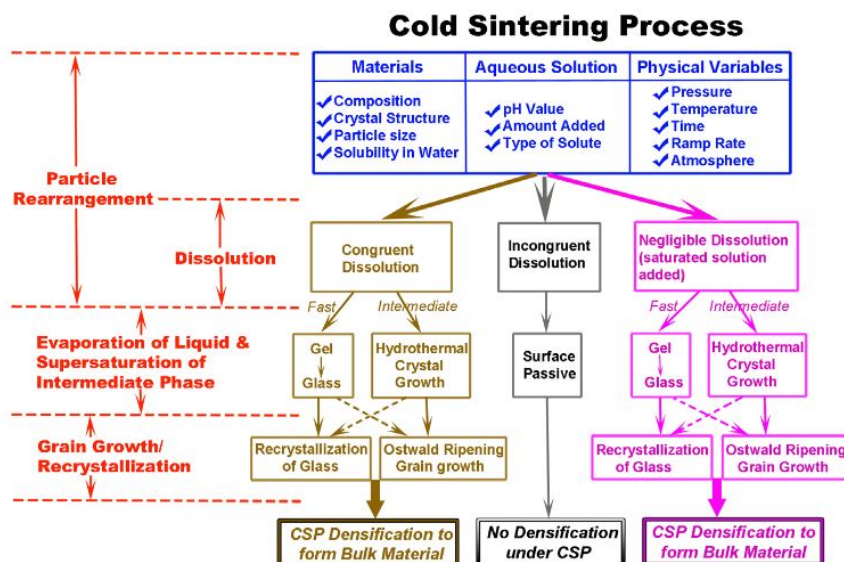 Cold Sintering Process
Materials
Composition
Crystal Structure
Particle size
Solubility in Water
Aqueous Solution
pH Value
Amount Added
Type of Solute
Physical Variables
Pressure
Temperature
Time
Ramp Rate
Atmosphere
Particle
Rearrangement
Dissolution
Evaporation of Liquid &
Supersaturation of
Intermediate Phase
Grain Growth/
Recrystallization
Congruent
Dissolution
Fast
Intermediate
Gel
Glass
Hydrothermal
Crystal
Growth
Recrystallization
of Glass
Ostwald Ripening
Grain growth
CSP Densification to
form Bulk Material
Incongruent
Dissolution
Surface
Passive
No Densification
under CSP
Negligible Dissolution
(saturated solution
added)
Fast
Intermediate
Gel
Glass
Hydrothermal
Crystal
Growth
Recrystallization
of Glass
Ostwald Ripening
Grain Growth
CSP Densification to
form Bulk Material